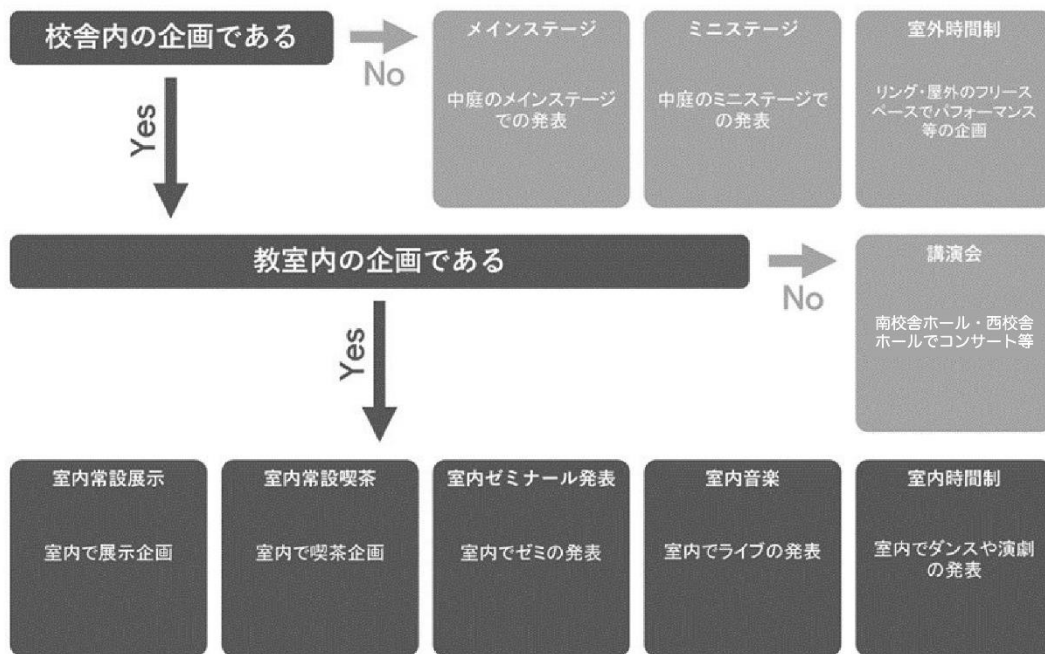 校舎内の企画である
No
Yes
メインステージ
中庭のメインステージ
での発表
ミニステージ
中庭のミニステージで
の発表
室外時間制
リング・屋外のフリース
ペースでパフォーマンス
等の企画
教室内の企画である
No
Yes
講演会
南校舎ホール・西校舎
ホールでコンサート等
室内常設展示
室内で展示企画
室内常設喫茶
室内で喫茶企画
室内ゼミナール発表
室内でゼミの発表
室内音楽
室内でライブの発表
室内時間制
室内でダンスや演劇
の発表